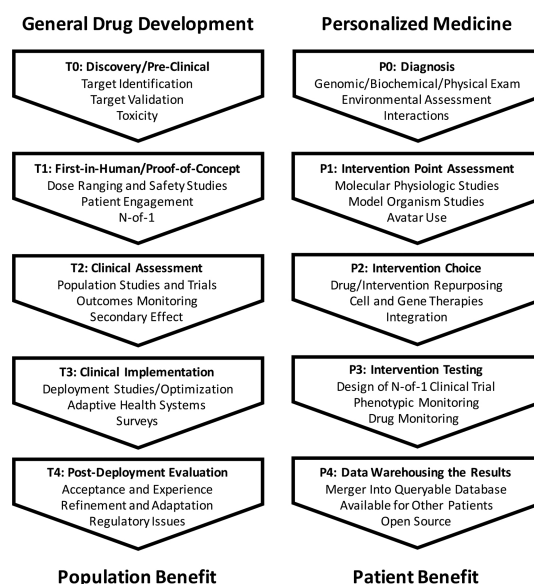 General Drug Development
T0: Discovery/Pre-Clinical
Target Identification
Target Validation
Toxicity
T1: First-in-Human/Proof-of-Concept
Dose Ranging and Safety Studies
Patient Engagement
N-of-1
T2: Clinical Assessment
Population Studies and Trials
Outcomes Monitoring
Secondary Effect
T3: Clinical Implementation
Deployment Studies/Optimization
Adaptive Health Systems
Surveys
T4: Post-Deployment Evaluation
Acceptance and Experience
Refinement and Adaptation
Regulatory Issues
Population Benefit
Personalized Medicine
P0: Diagnosis
Genomic/Biochemical/Physical Exam
Environmental Assessment
Interactions
P1: Intervention Point Assessment
Molecular Physiologic Studies
Model Organism Studies
Avatar Use
P2: Intervention Choice
Drug/Intervention Repurposing
Cell and Gene Therapies
Integration
P3: Intervention Testing
Design of N-of-1 Clinical Trial
Phenotypic Monitoring
Drug Monitoring
P4: Data Warehousing the Results
Merger Into Queryable Database
Available for Other Patients
Open Source
Patient Benefit